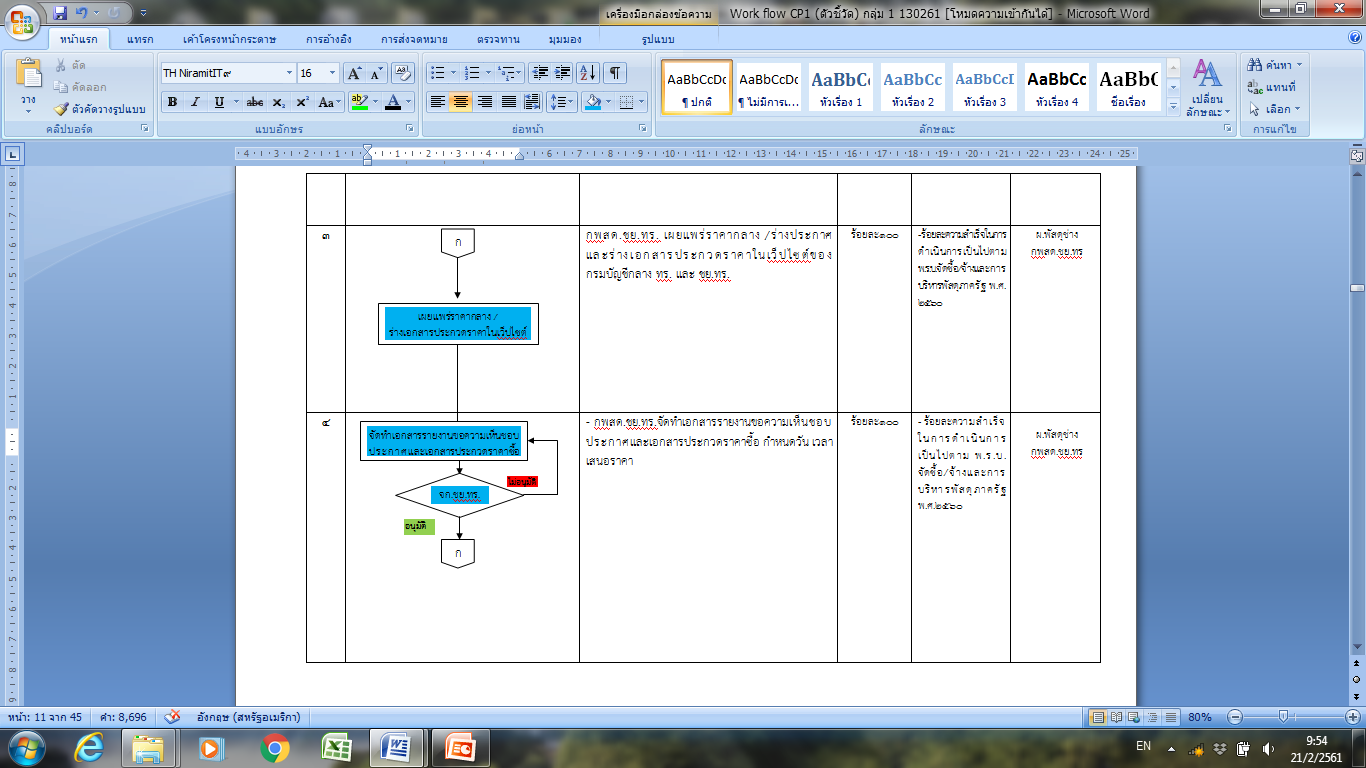 เครื่องมือกล่องข้อความ
Work flow CP1 (ตัวชี้วัด) กลุ่ม 1 130261 [โหมดความเข้ากันได้] - Microsoft Word
หน้าแรก แทรก เค้าโครงหน้ากระดาษ การอ้างอิง การส่งจดหมาย ตรวจทาน มุมมอง รูปแบบ
วาง
ตัด
คัดลอก
ตัวคัดวางรูปแบบ
คลิปบอร์ด
TH NiramitIT๙ 16
แบบอักษร
ย่อหน้า
AaBbCcDc AaBbCcDc AaBbCc AaBbCc AaBbCcI AaBbCc AaBbC
¶ ปกติ ¶ ไม่มีการเ... หัวเรื่อง 1 หัวเรื่อง 2 หัวเรื่อง 3 หัวเรื่อง 4 ชื่อเรื่อง
เปลี่ยน
ลักษณะ
ลักษณะ
ค้นหา
แทนที่
เลือก
การแก้ไข
๓
ก
เผยแพร่ราคากลาง /
ร่างเอกสารประกวดราคาในเว็ปไซต์
กพสด.ชย.ทร. เผยแพร่ราคากลาง /ร่างประกาศ
และร่างเอกสารประกวดราคาในเว็ปไซต์ของ
กรมบัญชีกลาง ทร. และ ชย.ทร.
ร้อยละ๑๐๐
-ร้อยละความสำเร็จในการ
ดำเนินการเป็นไปตาม
พรบจัดซื้อ/จ้างและการ
บริหารพัสดุภาครัฐ พ.ศ.
๒๕๖๐
ผ.พัสดุช่าง
กพสด.ชย.ทร
๔
จัดทำเอกสารรายงานขอความเห็นชอบ
ประกาศ และเอกสารประกวดราคาซื้อ
ไม่อนุมัติ
จก.ชย.ทร.
อนุมัติ
ก
- กพสด.ชย.ทร.จัดทำเอกสารรายงานขอความเห็นชอบ
ประกาศ และเอกสารประกวดราคาซื้อ กำหนดวัน เวลา
เสนอราคา
ร้อยละ๑๐๐
- ร้อยละความสำเร็จ
ในการดำเนินการ
เป็นไปตาม พ.ร.บ.
จัดซื้อ/จ้างและการ
บริหารพัสดุภาครัฐ
พ.ศ.๒๕๖๐
ผ.พัสดุช่าง
กพสด.ชย.ทร
หน้า: 11 จาก 45 คำ: 8,696 อังกฤษ (สหรัฐอเมริกา) 80%
EN 9:54
21/2/2561